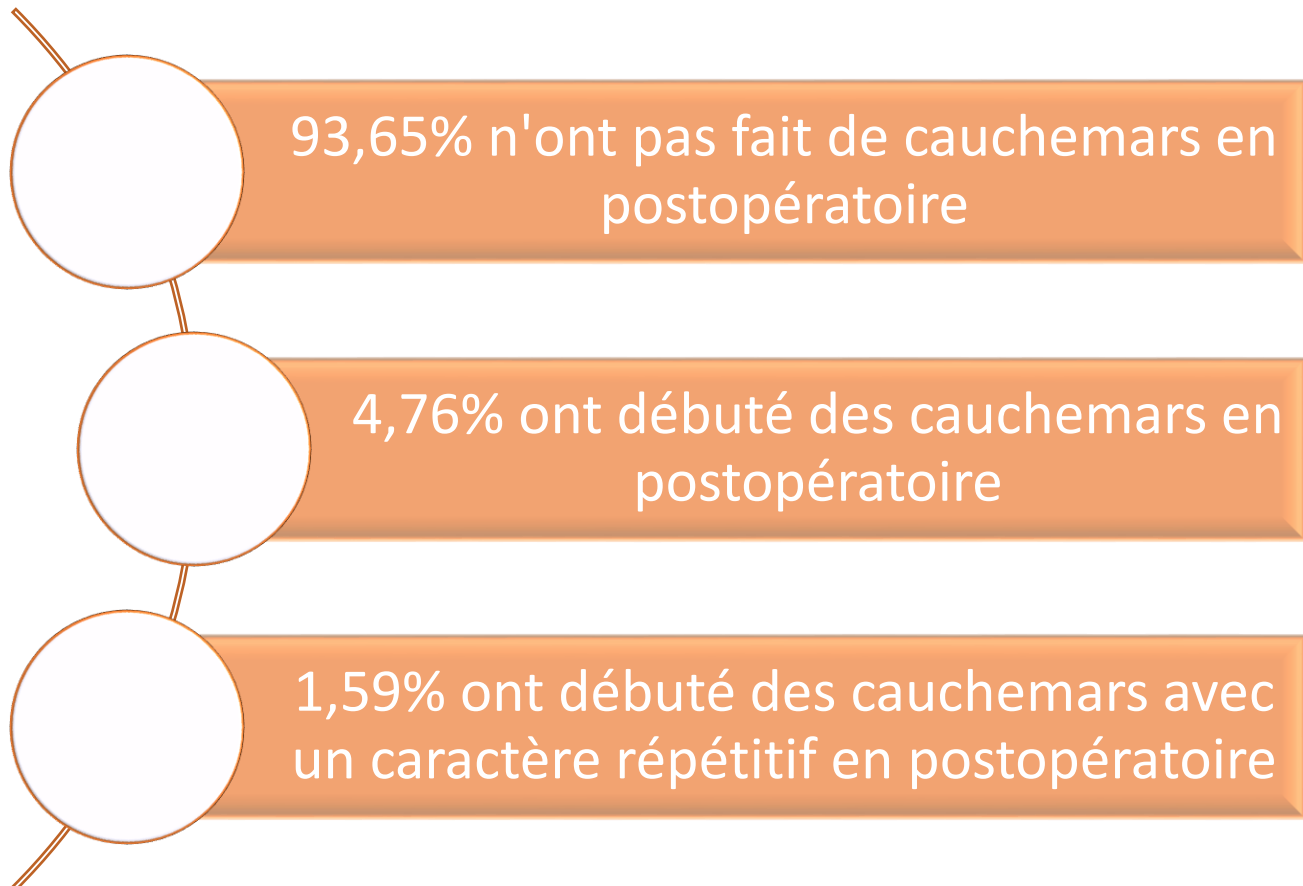 93,65% n'ont pas fait de cauchemars en
postopératoire
4,76% ont débuté des cauchemars en
postopératoire
1,59% ont débuté des cauchemars avec
un caractère répétitif en postopératoire